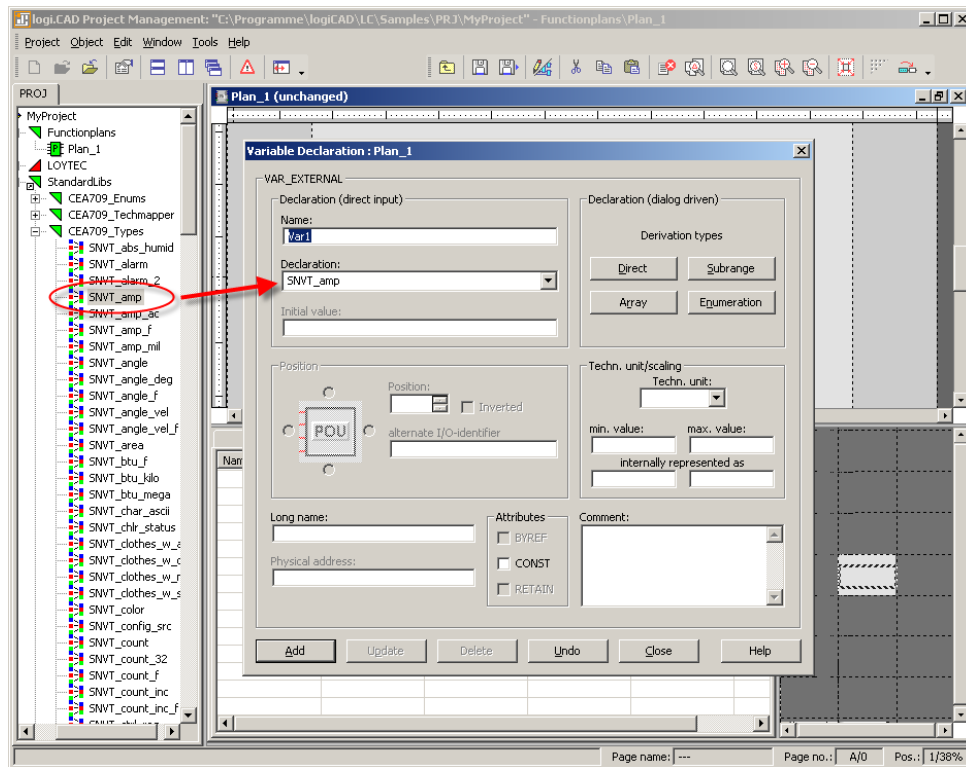 logi.CAD Project Management: "C:\Programme\logiCAD\LC\Samples\PRJ\MyProject" - Functionplans\Plan_1
Project Object Edit Window Tools Help
PROJ
MyProject
Functionplans
Plan_1
LOYTEC
StandardLibs
CEA709_Enums
CEA709_Techmapper
CEA709_Types
SNVT_abs_humid
SNVT_alarm
SNVT_alarm_2
SNVT_amp
SNVT_amp_ac
SNVT_amp_f
SNVT_amp_mil
SNVT_angle
SNVT_angle_deg
SNVT_angle_f
SNVT_angle_vel
SNVT_angle_vel_f
SNVT_area
SNVT_btu_f
SNVT_btu_kilo
SNVT_btu_mega
SNVT_char_ascii
SNVT_chlr_status
SNVT_clothes_w_a
SNVT_clothes_w_c
SNVT_clothes_w_r
SNVT_clothes_w_s
SNVT_color
SNVT_config_src
SNVT_count
SNVT_count_32
SNVT_count_f
SNVT_count_inc
SNVT_count_inc_f
Plan_1 (unchanged)
Nar
Variable Declaration : Plan_1
VAR_EXTERNAL
Declaration (direct input)
Name:
Var1
Declaration:
SNVT_amp
Initial value:
Declaration (dialog driven)
Derivation types
Direct Subrange
Array Enumeration
Position
Position:
Inverted
POU
alternate I/O-identifier
Techn. unit/scaling
Techn. unit:
min. value: max. value:
internally represented as
Long name:
Physical address:
Attributes
BYREF
CONST
RETAIN
Comment:
Add Update Delete Undo Close Help
Page name: --- Page no.: A/0 Pos.: 1/38%